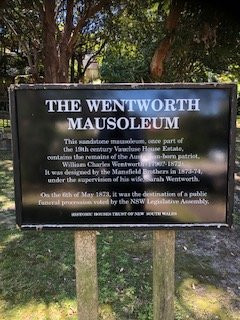 THE WENTWORTH
MAUSOLEUM
This sandstone mausoleum, once part
of the 19th century Vaucluse House Estate,
contains the remains of the Australian-born patriot,
William Charles Wentworth
It was designed by the Mansfield Brothers in 1873-74,
under the supervision of his wife, Sarah Wentworth.
On the 6th of May 1873, it was the destination of a public
funeral procession voted by the NSW Legislative Assembly.
HISTORIC HOUSES TRUST OF NEW SOUTH WALES